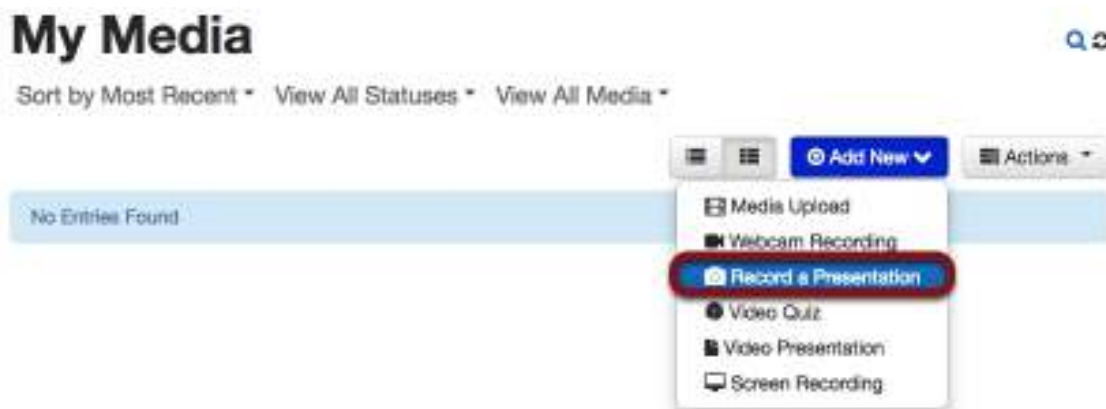 My Media
Sort by Most Recent View All Statuses View All Media
Add New Actions
No Entries Found
Media Upload
Webcam Recording
Record a Presentation
Video Quiz
Video Presentation
Screen Recording